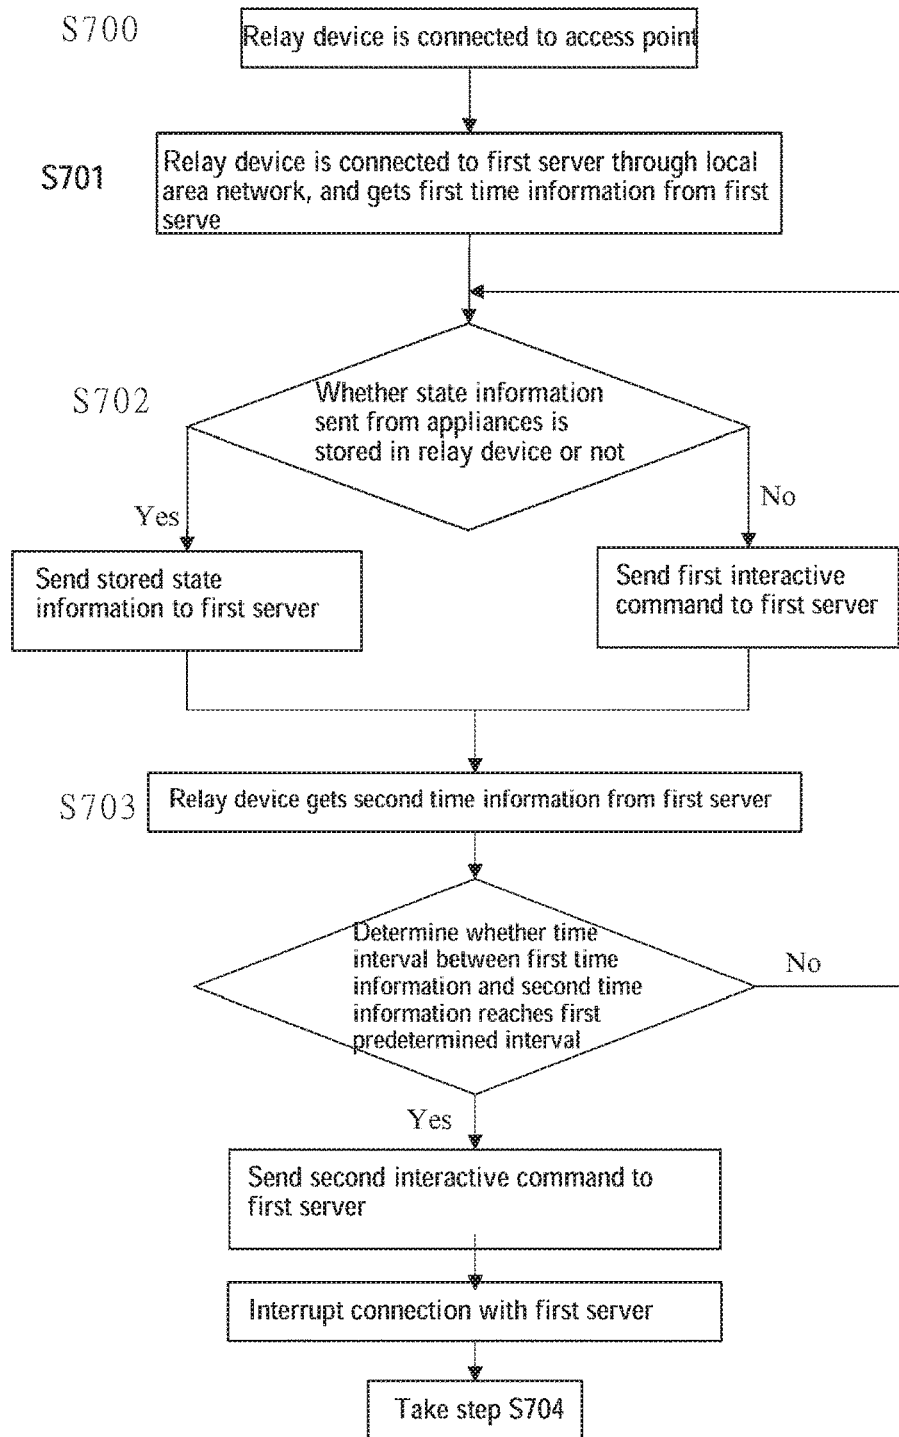 S700
Relay device is connected to access point
S701
Relay device is connected to first server through local
area network, and gets first time information from first
serve
S702
Whether state information
sent from appliances is
stored in relay device or not
Yes
No
Send stored state
information to first server
Send first interactive
command to first server
S703
Relay device gets second time information from first server
Determine whether time
interval between first time
information and second time
information reaches first
predetermined interval
No
Yes
Send second interactive command to
first server
Interrupt connection with first server
Take step S704